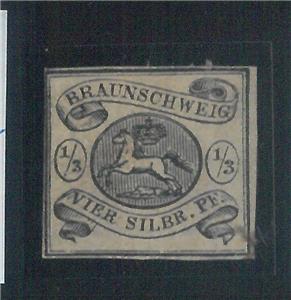 BRAUNSCHWEIG
1/3 1/3
VIER SILBR. PF.